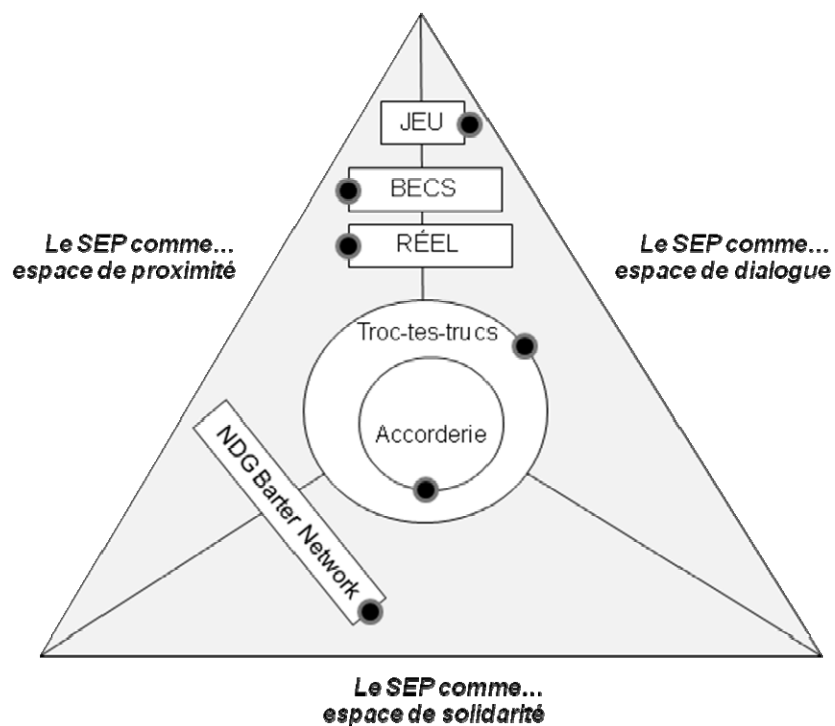 JEU
BECS
RÉEL
Le SEP comme…
espace de proximité
Le SEP comme…
espace de dialogue
Troc-tes-trucs
Accorderie
NDG Barter Network
Le SEP comme…
espace de solidarité